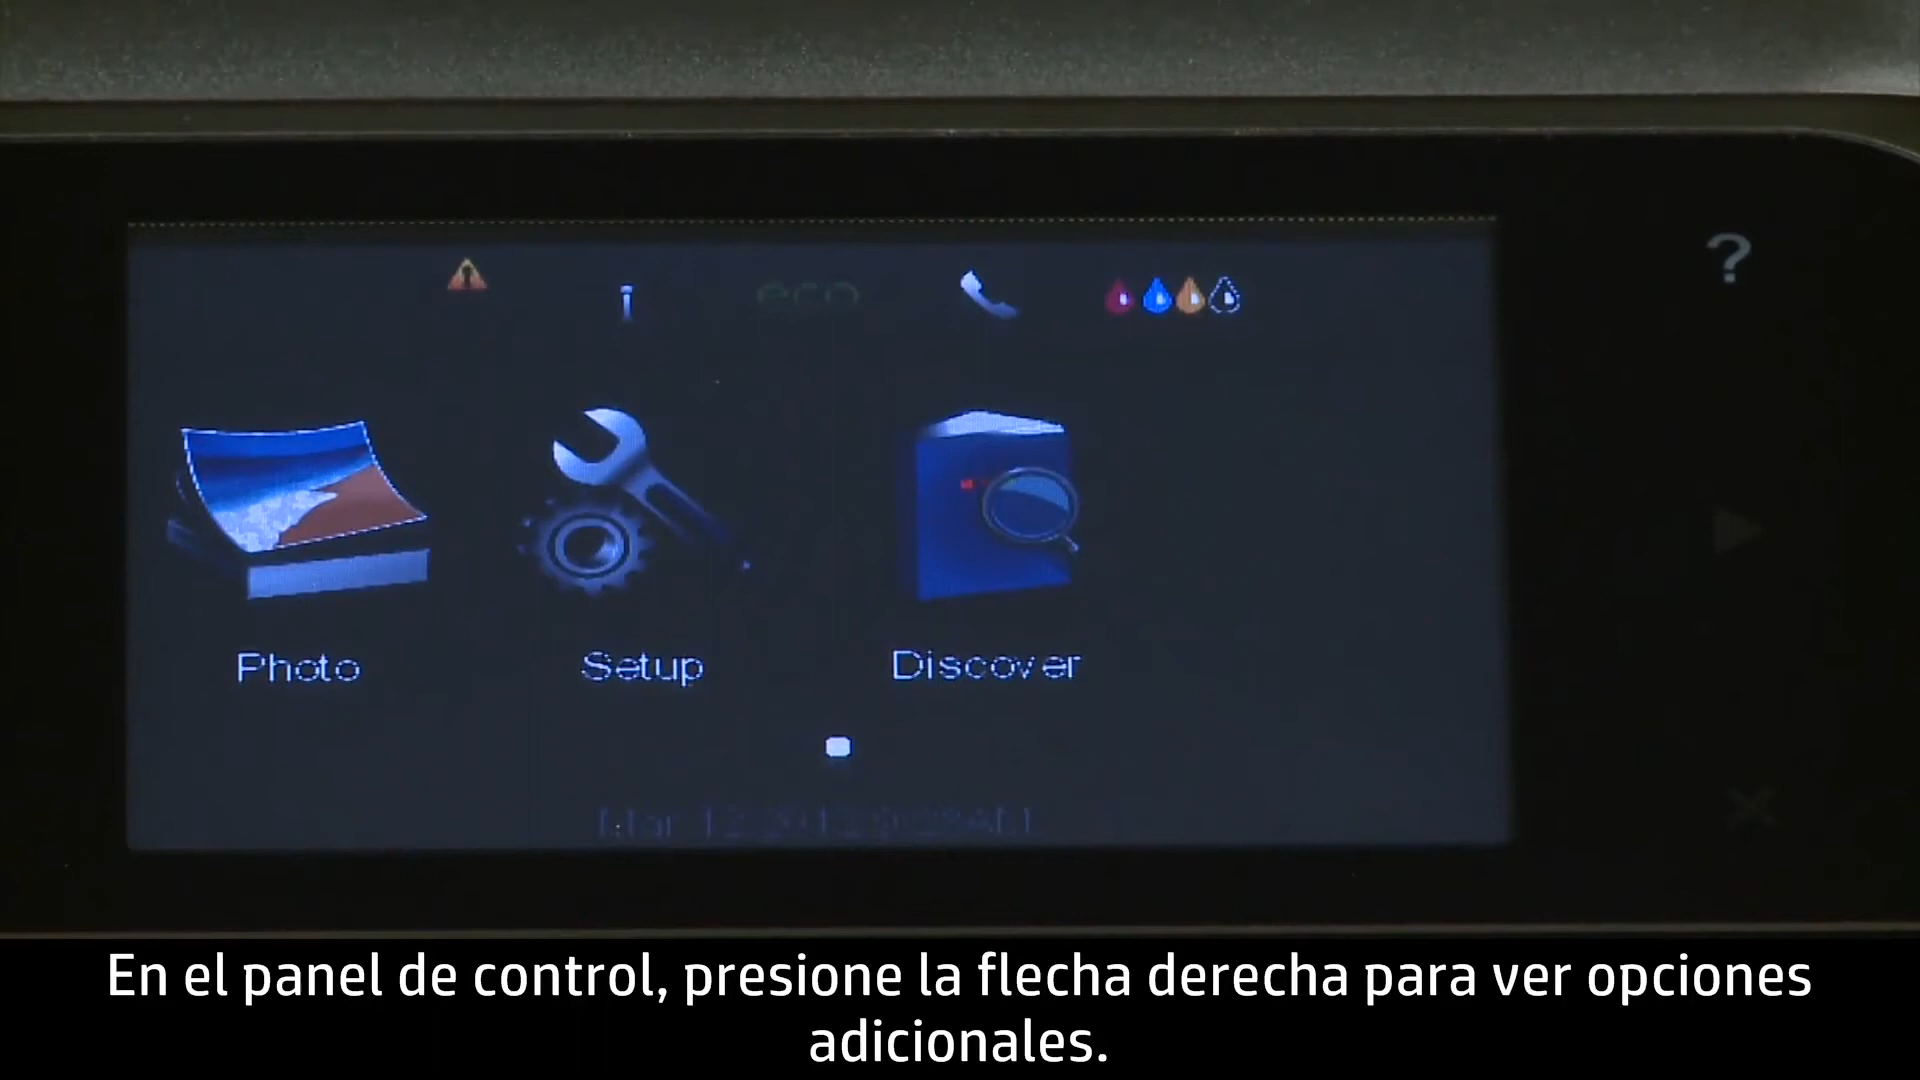 ?
eco
Photo
Setup
Discover
En el panel de control, presione la flecha derecha para ver opciones
adicionales.